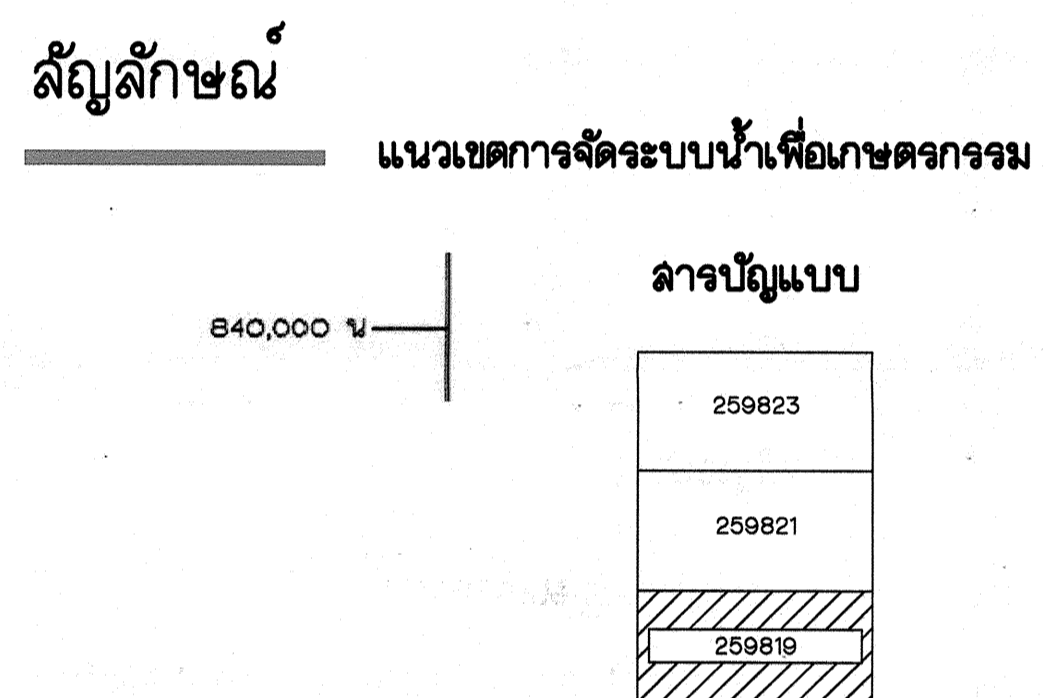 สัญลักษณ์
แนวเขตการจัดระบบน้ำเพื่อเกษตรกรรม
สารบัญแบบ
840,000 น
259823
259821
259819